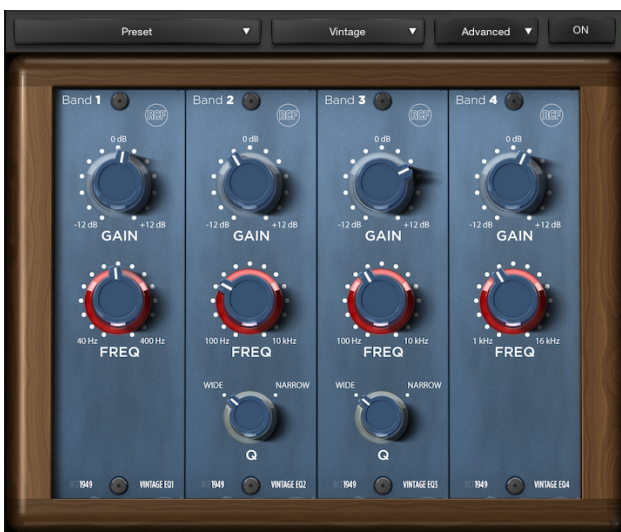 Preset Vintage Advanced ON
Band 1 Band 2 Band 3 Band 4
RCF RCF RCF RCF
0 dB 0 dB 0 dB 0 dB
-12 dB +12 dB -12 dB +12 dB -12 dB +12 dB -12 dB +12 dB
GAIN GAIN GAIN GAIN
40 Hz 400 Hz 100 Hz 10 kHz 100 Hz 10 kHz 1 kHz 16 kHz
FREQ FREQ FREQ FREQ
WIDE NARROW WIDE NARROW
Q Q
1949 VINTAGE EQ1 1949 VINTAGE EQ2 1949 VINTAGE EQ3 1949 VINTAGE EQ4